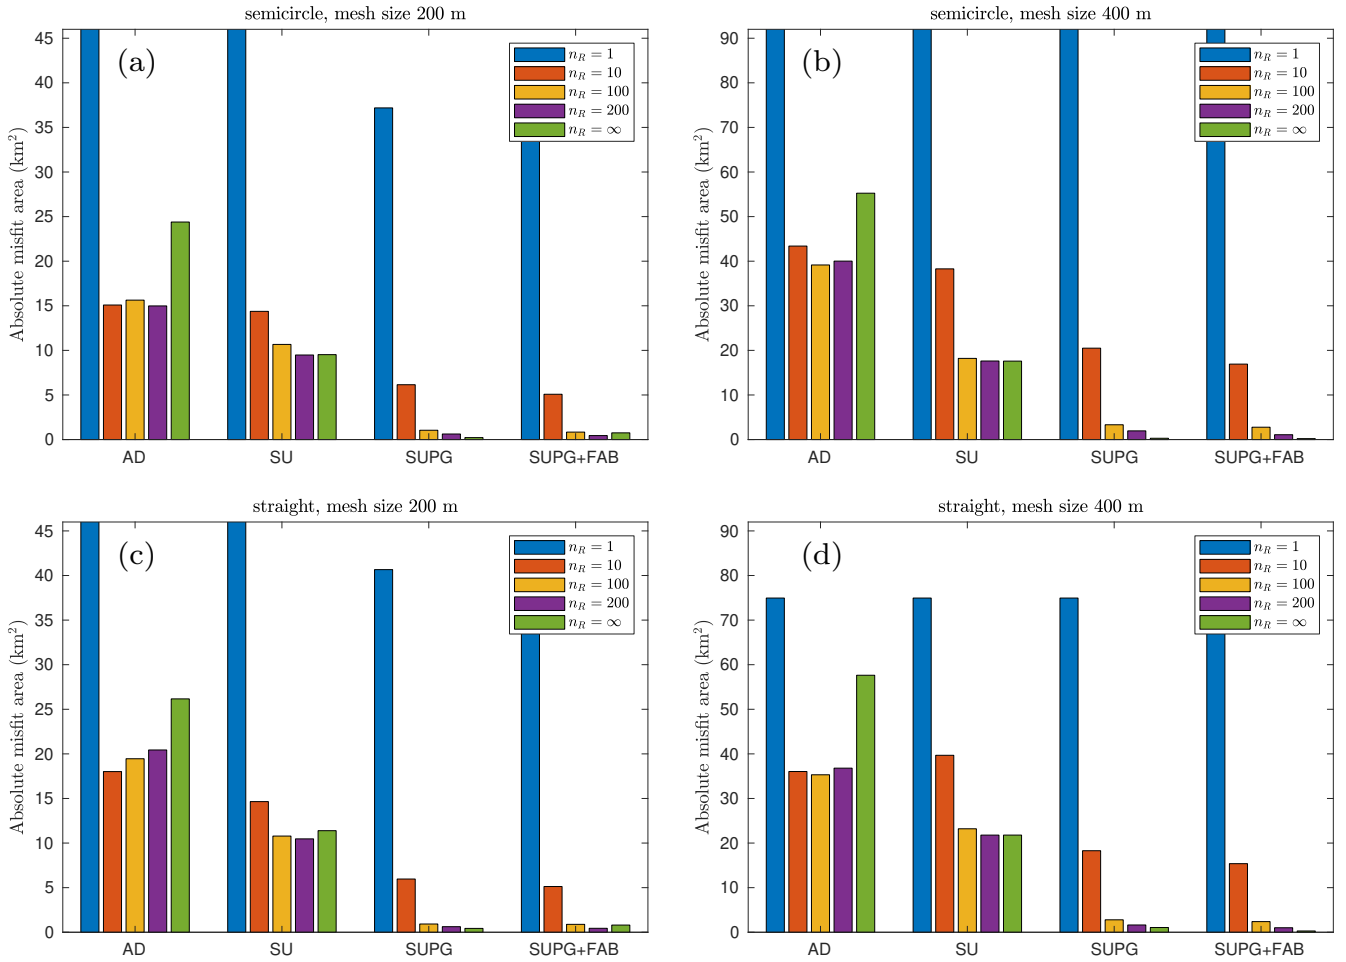 semicircle, mesh size 200 m
(a)
Absolute misfit area (km²)
45
40
35
30
25
20
15
10
5
0
AD
SU
SUPG
SUPG+FAB
n_R = 1
n_R = 10
n_R = 100
n_R = 200
n_R = ∞
semicircle, mesh size 400 m
(b)
Absolute misfit area (km²)
90
80
70
60
50
40
30
20
10
0
AD
SU
SUPG
SUPG+FAB
n_R = 1
n_R = 10
n_R = 100
n_R = 200
n_R = ∞
straight, mesh size 200 m
(c)
Absolute misfit area (km²)
45
40
35
30
25
20
15
10
5
0
AD
SU
SUPG
SUPG+FAB
n_R = 1
n_R = 10
n_R = 100
n_R = 200
n_R = ∞
straight, mesh size 400 m
(d)
Absolute misfit area (km²)
90
80
70
60
50
40
30
20
10
0
AD
SU
SUPG
SUPG+FAB
n_R = 1
n_R = 10
n_R = 100
n_R = 200
n_R = ∞